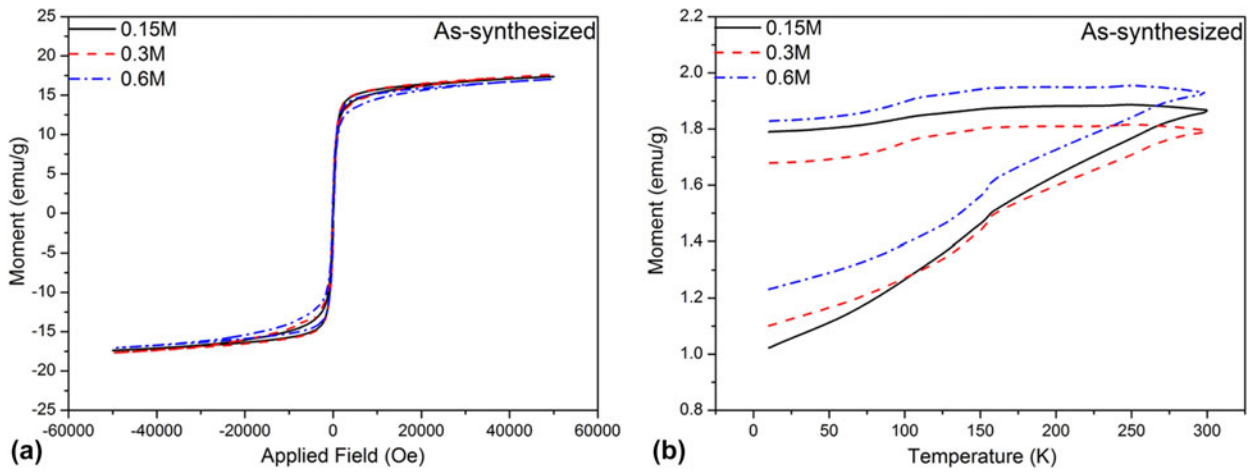 0.15M
0.3M
0.6M
As-synthesized
25
20
15
10
5
0
-5
-10
-15
-20
25
Moment (emu/g)
-60000 -40000 -20000 0 20000 40000 60000
Applied Field (Oe)
(a)
0.15M
0.3M
0.6M
As-synthesized
2.2
2.0
1.8
1.6
1.4
1.2
1.0
0.8
Moment (emu/g)
0 50 100 150 200 250 300
Temperature (K)
(b)